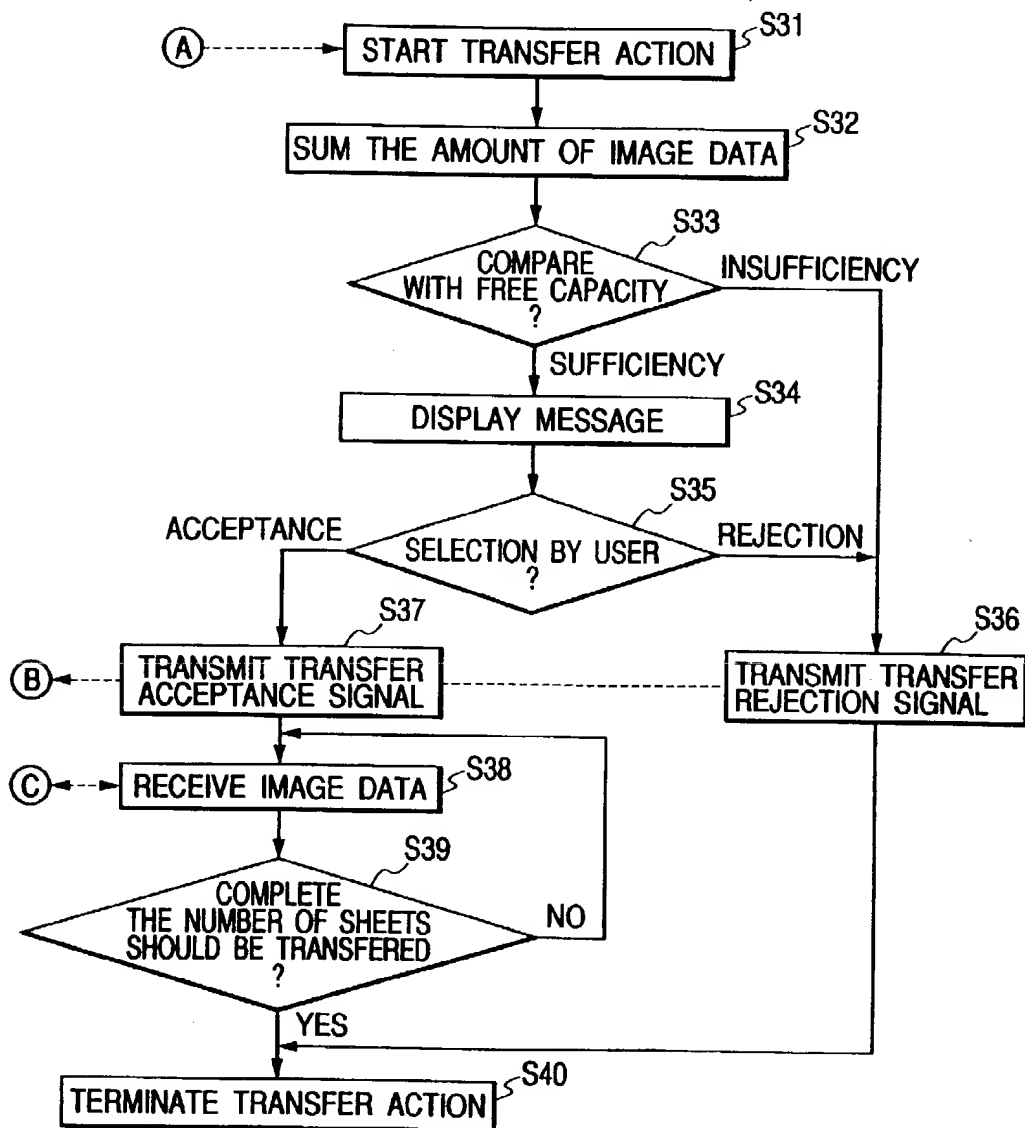 S31
A
START TRANSFER ACTION
S32
SUM THE AMOUNT OF IMAGE DATA
S33
COMPARE
WITH FREE CAPACITY
?
INSUFFICIENCY
SUFFICIENCY
S34
DISPLAY MESSAGE
S35
ACCEPTANCE
SELECTION BY USER
?
REJECTION
S37
S36
B
TRANSMIT TRANSFER
ACCEPTANCE SIGNAL
TRANSMIT TRANSFER
REJECTION SIGNAL
C
RECEIVE IMAGE DATA
S38
S39
COMPLETE
THE NUMBER OF SHEETS
SHOULD BE TRANSFERED
?
NO
YES
S40
TERMINATE TRANSFER ACTION